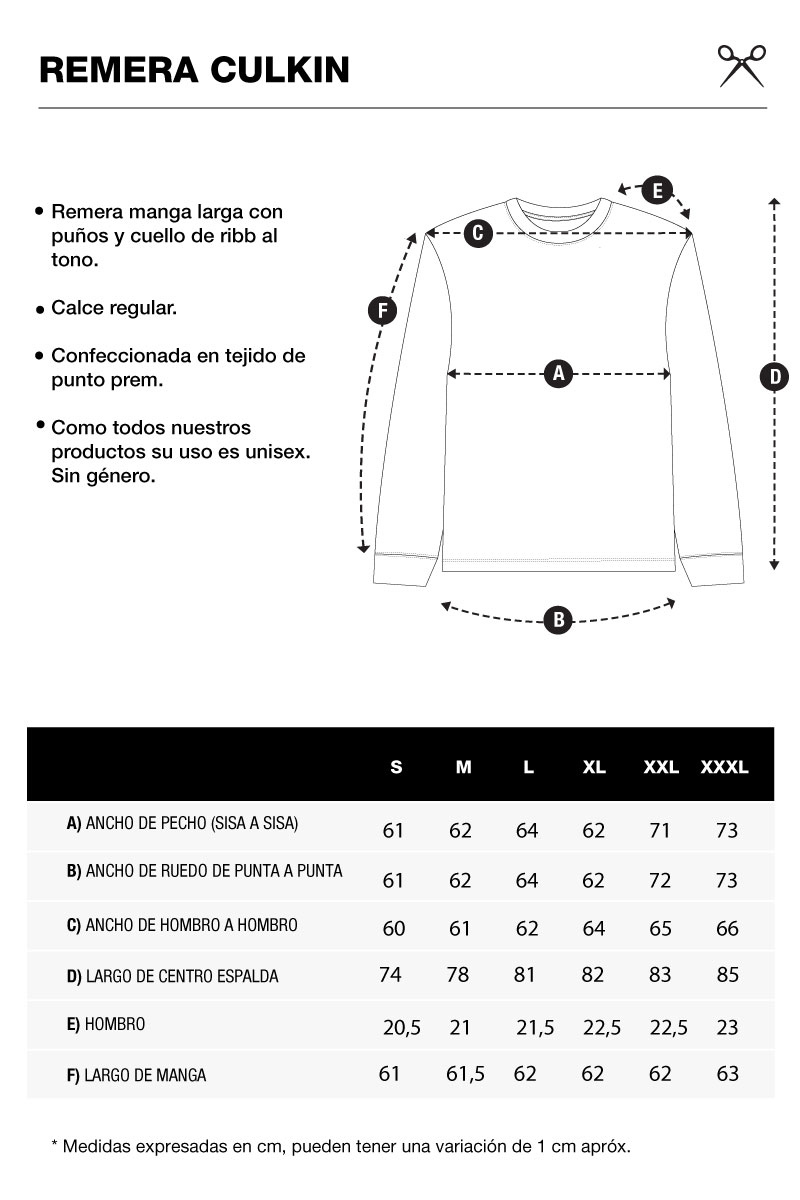 REMERA CULKIN
• Remera manga larga con
puños y cuello de ribb al
tono.
• Calce regular.
• Confeccionada en tejido de
punto prem.
• Como todos nuestros
productos su uso es unisex.
Sin género.
E
C
F
A
D
B
S M L XL XXL XXXL
A) ANCHO DE PECHO (SISA A SISA) 61 62 64 62 71 73
B) ANCHO DE RUEDO DE PUNTA A PUNTA 61 62 64 62 72 73
C) ANCHO DE HOMBRO A HOMBRO 60 61 62 64 65 66
D) LARGO DE CENTRO ESPALDA 74 78 81 82 83 85
E) HOMBRO 20,5 21 21,5 22,5 22,5 23
F) LARGO DE MANGA 61 61,5 62 62 62 63
* Medidas expresadas en cm, pueden tener una variación de 1 cm apróx.